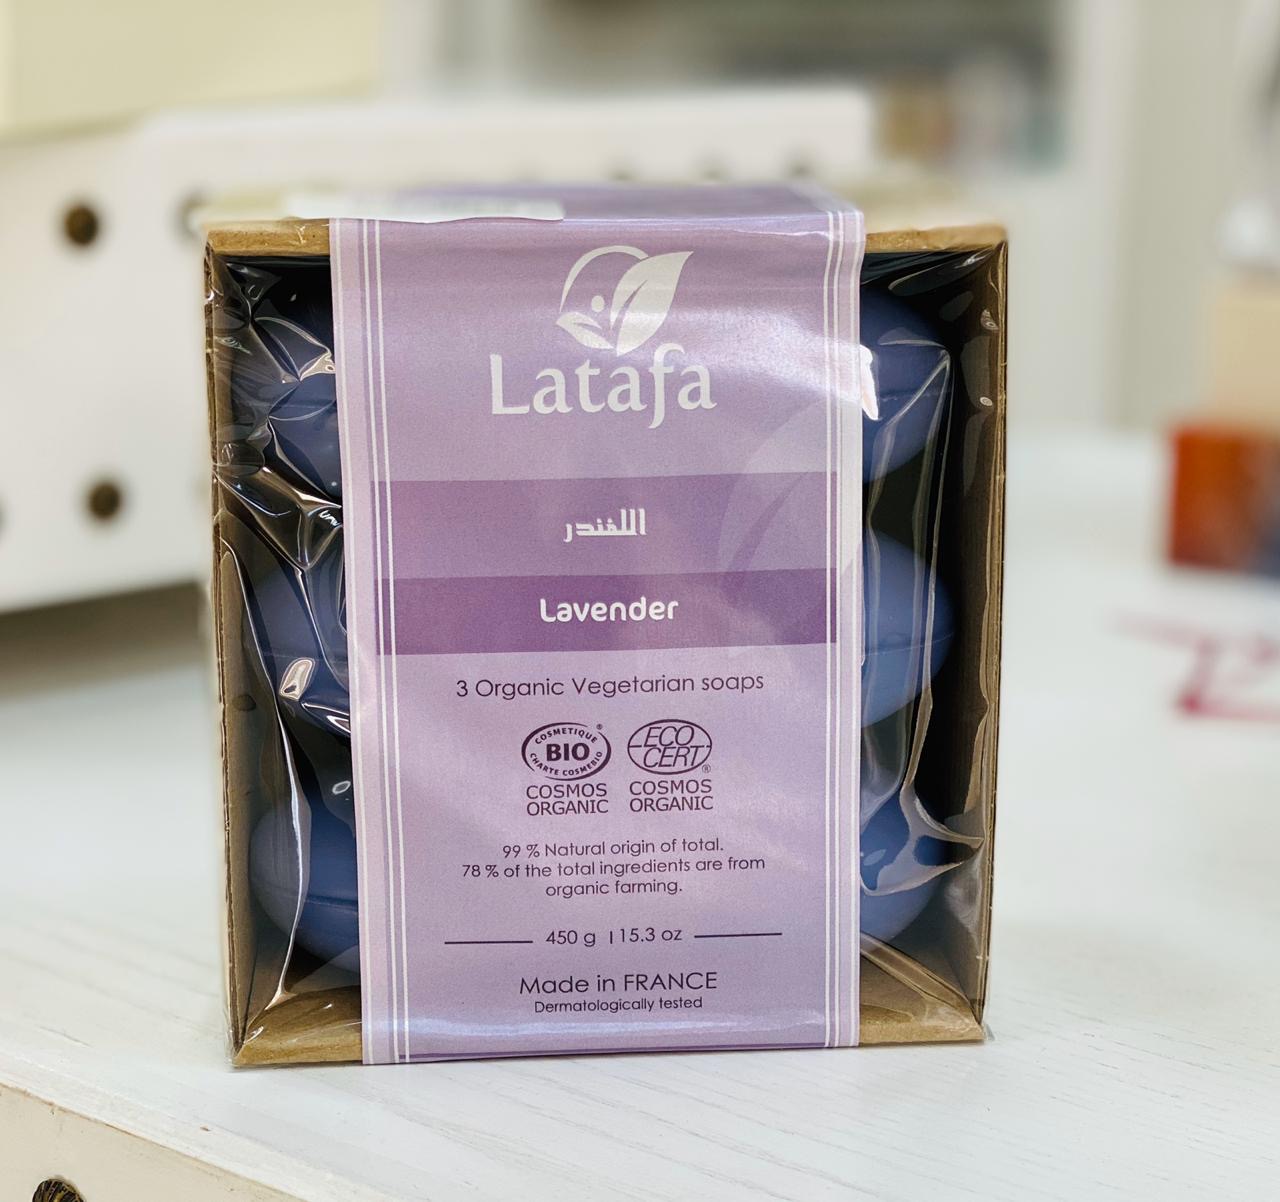 Latafa
اللفندر
Lavender
3 Organic Vegetarian soaps
COSMETIQUE ®
BIO
CHARTE COSMEBIO
COSMOS
ORGANIC
ECO
CERT ®
COSMOS
ORGANIC
99 % Natural origin of total.
78 % of the total ingredients are from
organic farming.
450 g | 15.3 oz
Made in FRANCE
Dermatologically tested